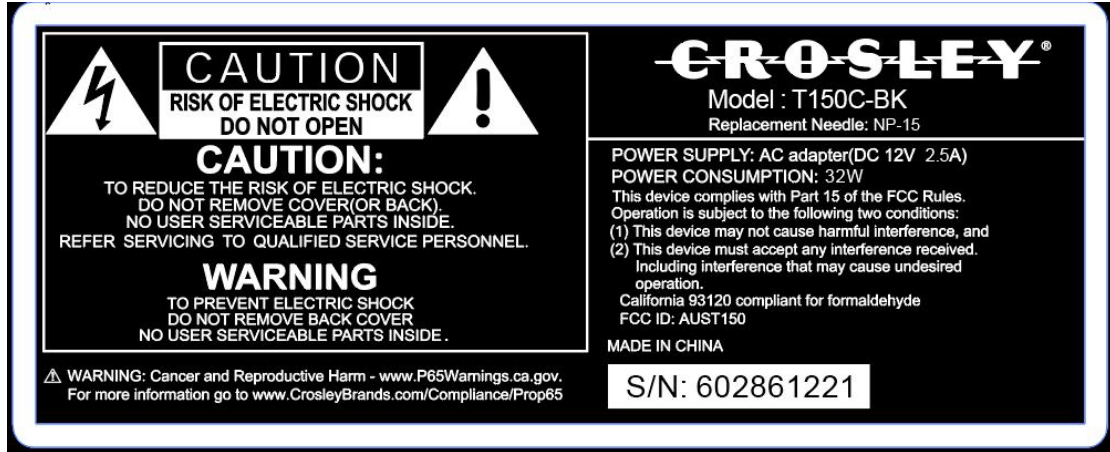 CAUTION
RISK OF ELECTRIC SHOCK
DO NOT OPEN
CAUTION:
TO REDUCE THE RISK OF ELECTRIC SHOCK.
DO NOT REMOVE COVER(OR BACK).
NO USER SERVICEABLE PARTS INSIDE.
REFER SERVICING TO QUALIFIED SERVICE PERSONNEL.
WARNING
TO PREVENT ELECTRIC SHOCK
DO NOT REMOVE BACK COVER
NO USER SERVICEABLE PARTS INSIDE.
⚠ WARNING: Cancer and Reproductive Harm - www.P65Warnings.ca.gov.
For more information go to www.CrosleyBrands.com/Compliance/Prop65
CROSLEY®
Model : T150C-BK
Replacement Needle: NP-15
POWER SUPPLY: AC adapter(DC 12V 2.5A)
POWER CONSUMPTION: 32W
This device complies with Part 15 of the FCC Rules.
Operation is subject to the following two conditions:
(1) This device may not cause harmful interference, and
(2) This device must accept any interference received.
Including interference that may cause undesired
operation.
California 93120 compliant for formaldehyde
FCC ID: AUST150
MADE IN CHINA
S/N: 602861221